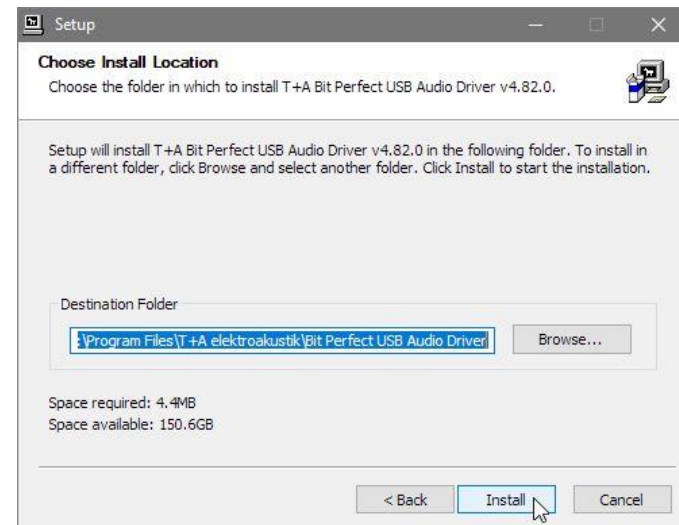 Setup
Choose Install Location
Choose the folder in which to install T+A Bit Perfect USB Audio Driver v4.82.0.
Setup will install T+A Bit Perfect USB Audio Driver v4.82.0 in the following folder. To install in
a different folder, click Browse and select another folder. Click Install to start the installation.
Destination Folder
:\Program Files\T+A elektroakustik\Bit Perfect USB Audio Driver
Browse...
Space required: 4.4MB
Space available: 150.6GB
< Back Install Cancel